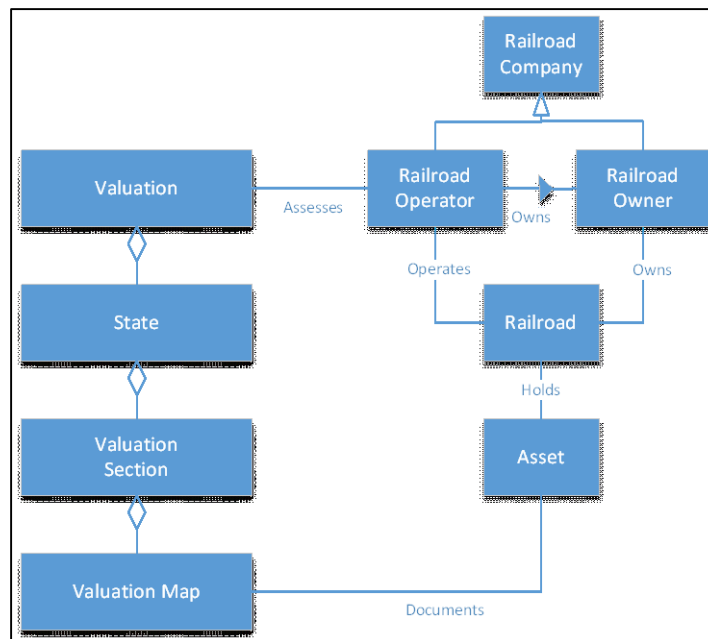 Railroad
Company
Valuation
Assesses
Railroad
Operator
Owns
Railroad
Owner
Operates
Owns
State
Railroad
Holds
Valuation
Section
Asset
Valuation Map
Documents